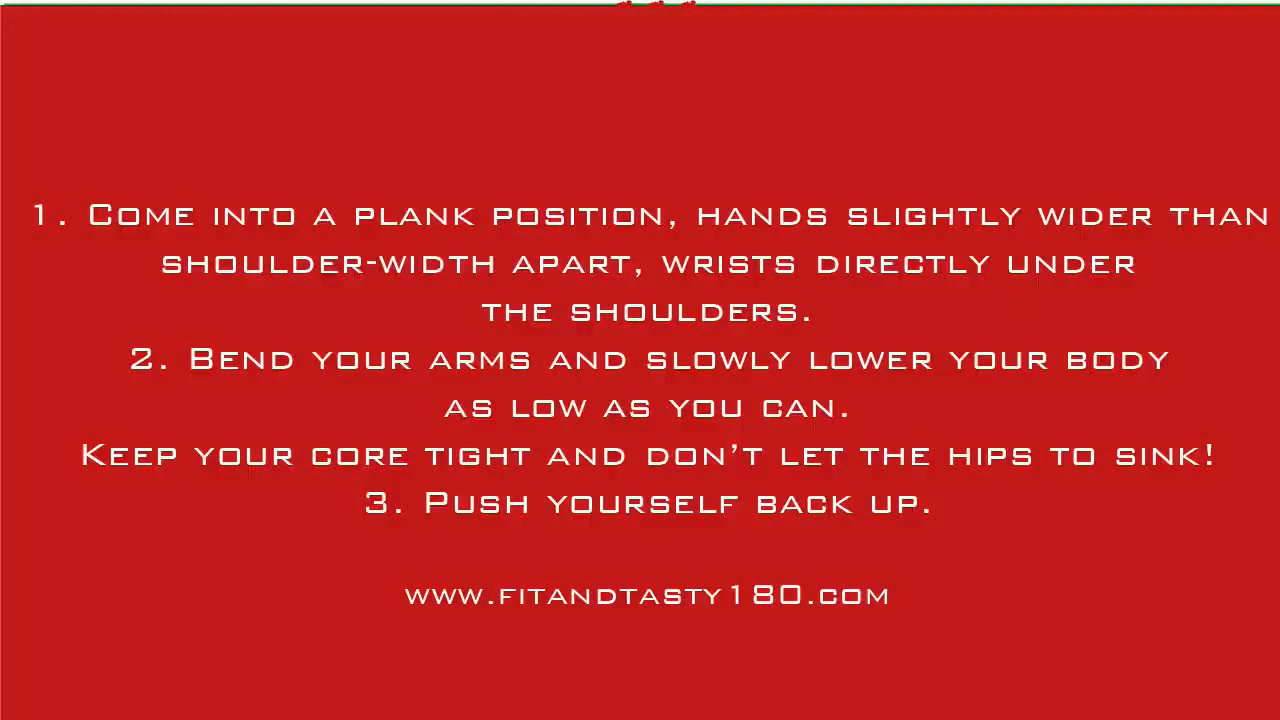 1. Come into a plank position, hands slightly wider than
shoulder-width apart, wrists directly under
the shoulders.
2. Bend your arms and slowly lower your body
as low as you can.
Keep your core tight and don’t let the hips to sink!
3. Push yourself back up.
www.fitandtasty180.com